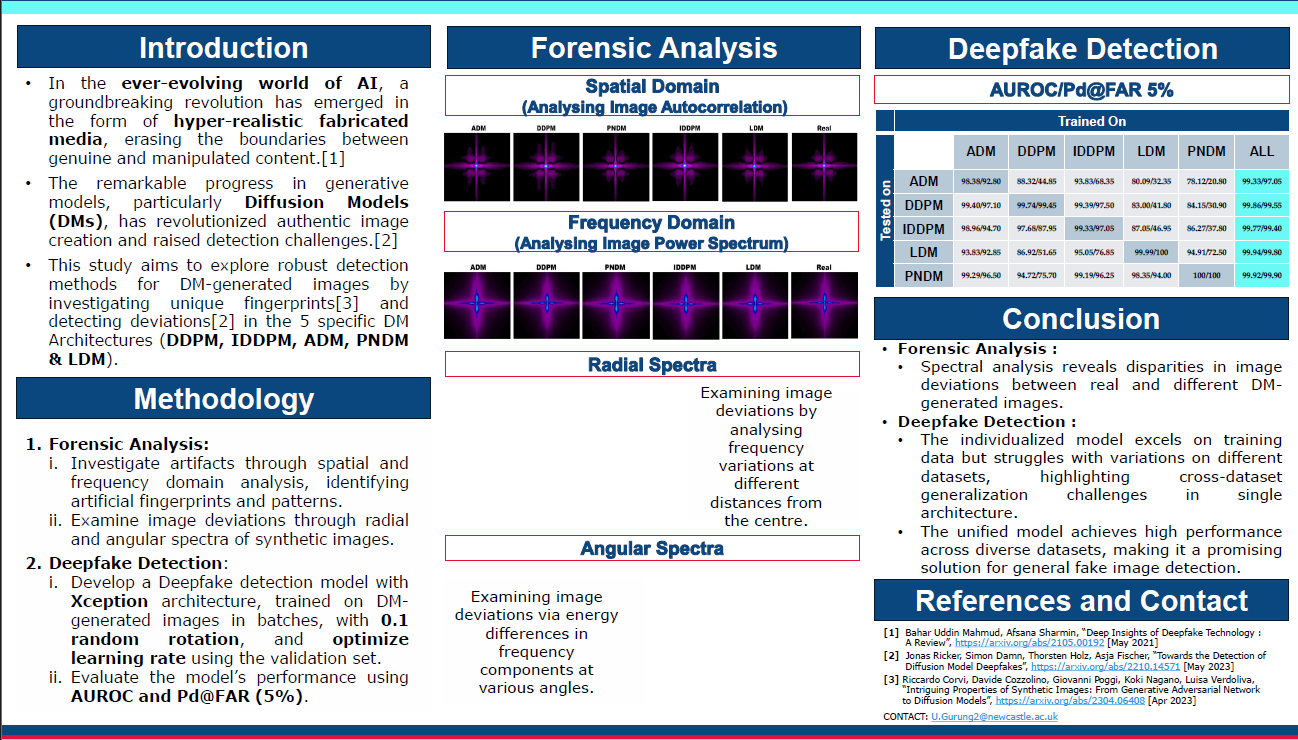 Introduction
• In the ever-evolving world of AI, a
groundbreaking revolution has emerged in
the form of hyper-realistic fabricated
media, erasing the boundaries between
genuine and manipulated content.[1]
• The remarkable progress in generative
models, particularly Diffusion Models
(DMs), has revolutionized authentic image
creation and raised detection challenges.[2]
• This study aims to explore robust detection
methods for DM-generated images by
investigating unique fingerprints[3] and
detecting deviations[2] in the 5 specific DM
Architectures (DDPM, IDDPM, ADM, PNDM
& LDM).
Methodology
1. Forensic Analysis:
i. Investigate artifacts through spatial and
frequency domain analysis, identifying
artificial fingerprints and patterns.
ii. Examine image deviations through radial
and angular spectra of synthetic images.
2. Deepfake Detection:
i. Develop a Deepfake detection model with
Xception architecture, trained on DM-
generated images in batches, with 0.1
random rotation, and optimize
learning rate using the validation set.
ii. Evaluate the model's performance using
AUROC and Pd@FAR (5%).
Forensic Analysis
Spatial Domain
(Analysing Image Autocorrelation)
ADM DDPM PNDM IDDPM LDM Real
Frequency Domain
(Analysing Image Power Spectrum)
ADM DDPM PNDM IDDPM LDM Real
Radial Spectra
Examining image
deviations by
analysing
frequency
variations at
different
distances from
the centre.
Angular Spectra
Examining image
deviations via energy
differences in
frequency
components at
various angles.
Deepfake Detection
AUROC/Pd@FAR 5%
Trained On
Tested on
ADM DDPM IDDPM LDM PNDM ALL
ADM 98.38/92.80 88.32/44.85 93.83/68.35 80.09/32.35 78.12/20.80 99.33/97.05
DDPM 99.40/97.10 99.74/99.45 99.39/97.50 83.00/41.80 84.15/30.90 99.86/99.55
IDDPM 98.96/94.70 97.68/87.95 99.33/97.05 87.05/46.95 86.27/37.80 99.77/99.40
LDM 93.83/92.85 86.92/51.65 95.05/76.85 99.99/100 94.91/72.50 99.94/99.80
PNDM 99.29/96.50 94.72/75.70 99.19/96.25 98.35/94.00 100/100 99.92/99.90
Conclusion
• Forensic Analysis :
• Spectral analysis reveals disparities in image
deviations between real and different DM-
generated images.
• Deepfake Detection :
• The individualized model excels on training
data but struggles with variations on different
datasets, highlighting cross-dataset
generalization challenges in single
architecture.
• The unified model achieves high performance
across diverse datasets, making it a promising
solution for general fake image detection.
References and Contact
[1] Bahar Uddin Mahmud, Afsana Sharmin, "Deep Insights of Deepfake Technology :
A Review", https://arxiv.org/abs/2105.00192 [May 2021]
[2] Jonas Ricker, Simon Damn, Thorsten Holz, Asja Fischer, "Towards the Detection of
Diffusion Model Deepfakes", https://arxiv.org/abs/2210.14571 [May 2023]
[3] Riccardo Corvi, Davide Cozzolino, Giovanni Poggi, Koki Nagano, Luisa Verdoliva,
"Intriguing Properties of Synthetic Images: From Generative Adversarial Network
to Diffusion Models", https://arxiv.org/abs/2304.06408 [Apr 2023]
CONTACT: U.Gurung2@newcastle.ac.uk